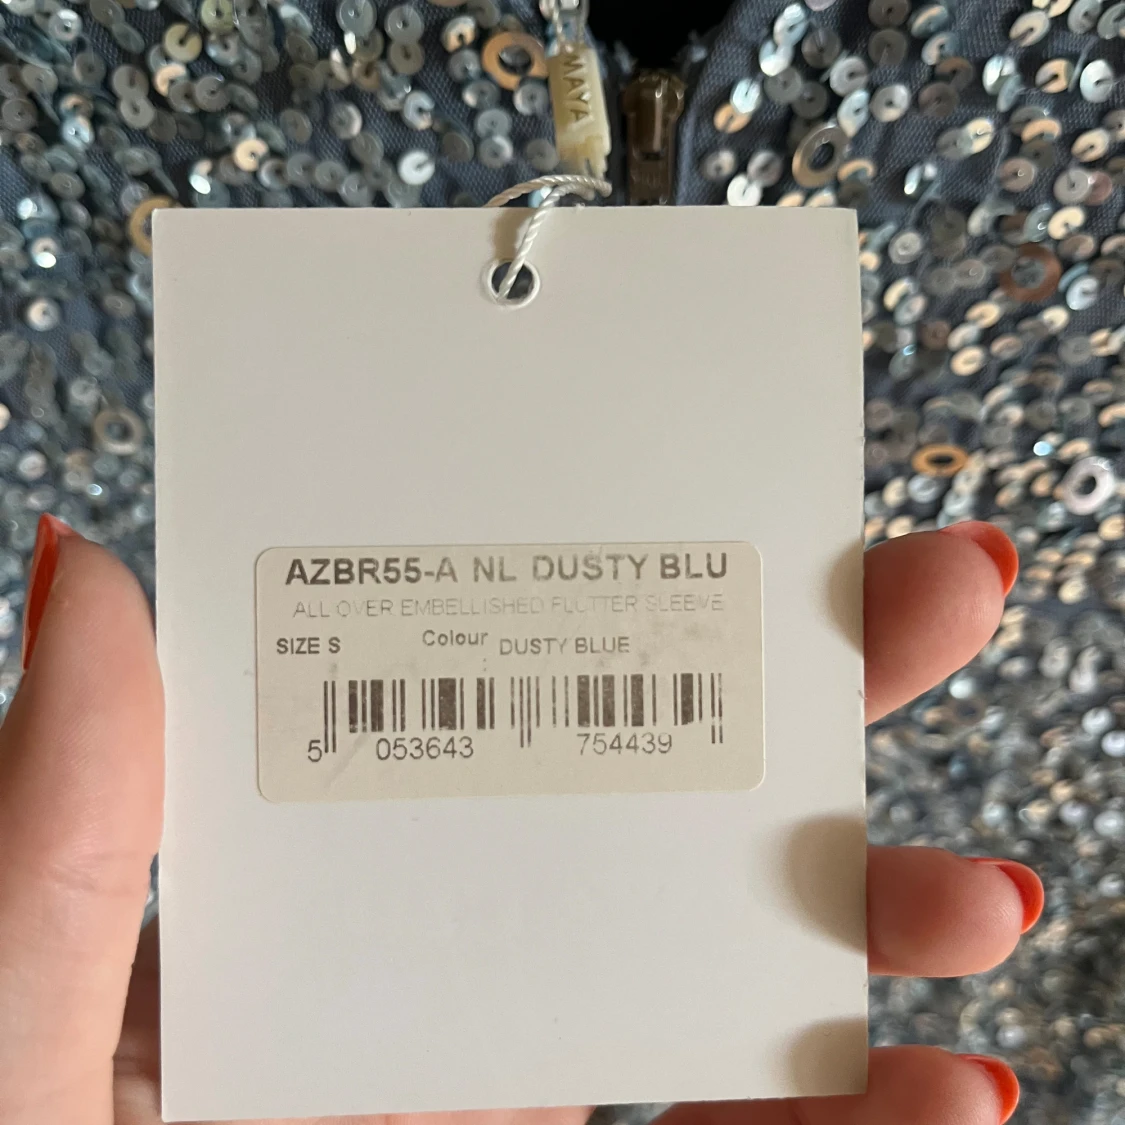 MAYA
AZBR55-A NL DUSTY BLU
ALL OVER EMBELLISHED FLUTTER SLEEVE
SIZE S Colour DUSTY BLUE
5 053643 754439